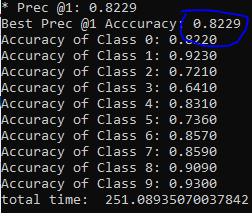 * Prec @1: 0.8229
Best Prec @1 Acccuracy: 0.8229
Accuracy of Class 0: 0.8220
Accuracy of Class 1: 0.9230
Accuracy of Class 2: 0.7210
Accuracy of Class 3: 0.6410
Accuracy of Class 4: 0.8310
Accuracy of Class 5: 0.7360
Accuracy of Class 6: 0.8570
Accuracy of Class 7: 0.8590
Accuracy of Class 8: 0.9090
Accuracy of Class 9: 0.9300
total time:  251.08935070037842